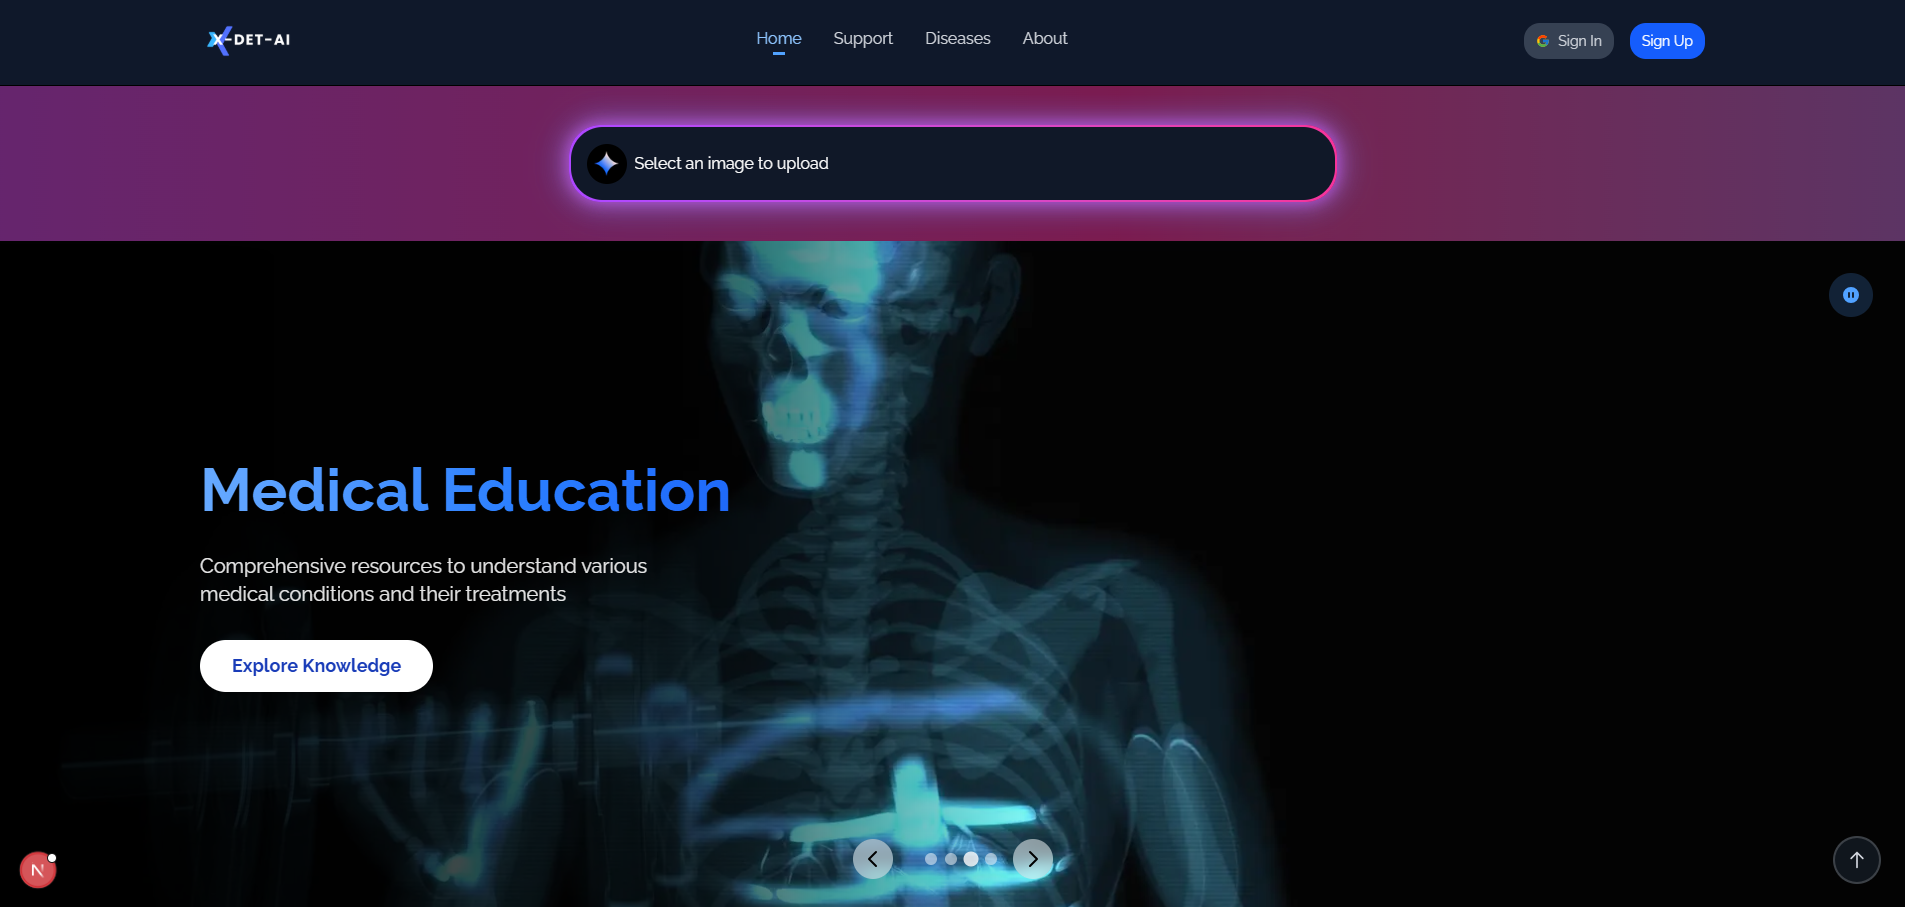 X-DET-AI
Home
Support
Diseases
About
Sign In
Sign Up
Select an image to upload
Medical Education
Comprehensive resources to understand various
medical conditions and their treatments
Explore Knowledge
N